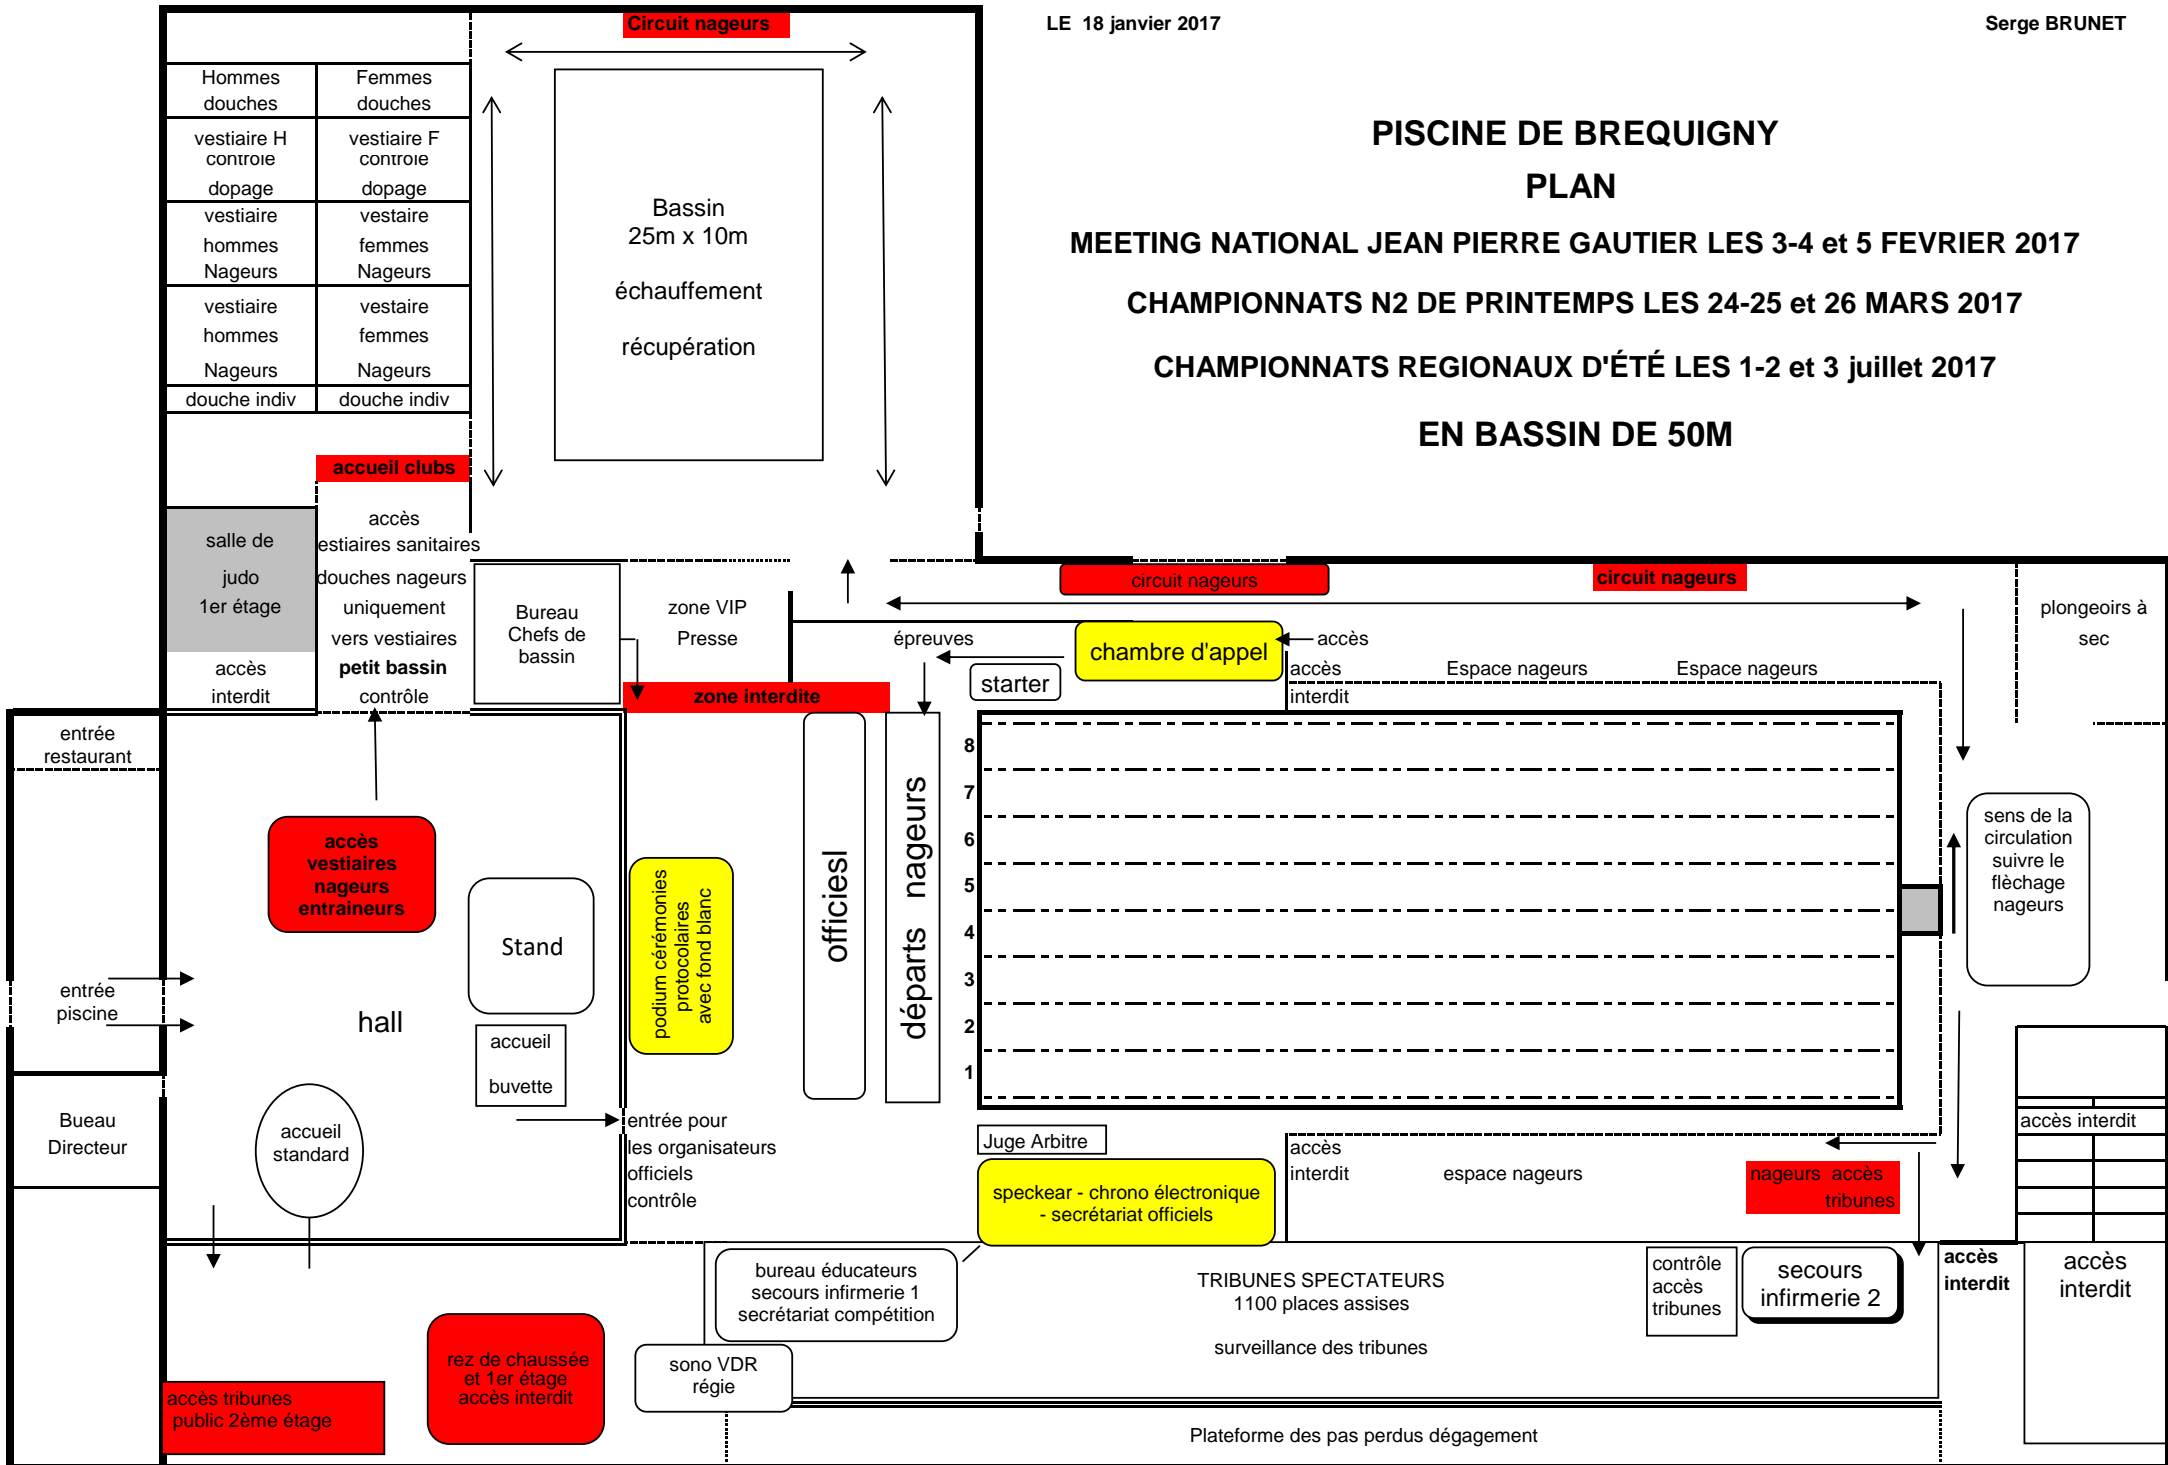 Circuit nageurs
LE 18 janvier 2017
Serge BRUNET
PISCINE DE BREQUIGNY
PLAN
MEETING NATIONAL JEAN PIERRE GAUTIER LES 3-4 et 5 FEVRIER 2017
CHAMPIONNATS N2 DE PRINTEMPS LES 24-25 et 26 MARS 2017
CHAMPIONNATS REGIONAUX D'ÉTÉ LES 1-2 et 3 juillet 2017
EN BASSIN DE 50M
Hommes
douches
Femmes
douches
vestiaire H
controle
dopage
vestiaire F
controle
dopage
vestiaire
hommes
Nageurs
vestaire
femmes
Nageurs
vestiaire
hommes
Nageurs
vestaire
femmes
Nageurs
douche indiv
douche indiv
Bassin
25m x 10m
échauffement
récupération
accueil clubs
salle de
judo
1er étage
accès
interdit
accès
estiaires sanitaires
douches nageurs
uniquement
vers vestiaires
petit bassin
contrôle
Bureau
Chefs de
bassin
zone VIP
Presse
zone interdite
circuit nageurs
circuit nageurs
épreuves
chambre d'appel
accès
starter
accès
interdit
Espace nageurs
Espace nageurs
plongeoirs à
sec
entrée
restaurant
accès
vestiaires
nageurs
entraineurs
Stand
podium cérémonies
protocolaires
avec fond blanc
officiesl
départs nageurs
8
7
6
5
4
3
2
1
sens de la
circulation
suivre le
flèchage
nageurs
entrée
piscine
hall
accueil
buvette
Bueau
Directeur
accueil
standard
entrée pour
les organisateurs
officiels
contrôle
Juge Arbitre
speckear - chrono électronique
- secrétariat officiels
accès
interdit
espace nageurs
nageurs accès
tribunes
accès interdit
bureau éducateurs
secours infirmerie 1
secrétariat compétition
TRIBUNES SPECTATEURS
1100 places assises
surveillance des tribunes
contrôle
accès
tribunes
secours
infirmerie 2
accès
interdit
accès
interdit
sono VDR
régie
rez de chaussée
et 1er étage
accès interdit
accès tribunes
public 2ème étage
Plateforme des pas perdus dégagement